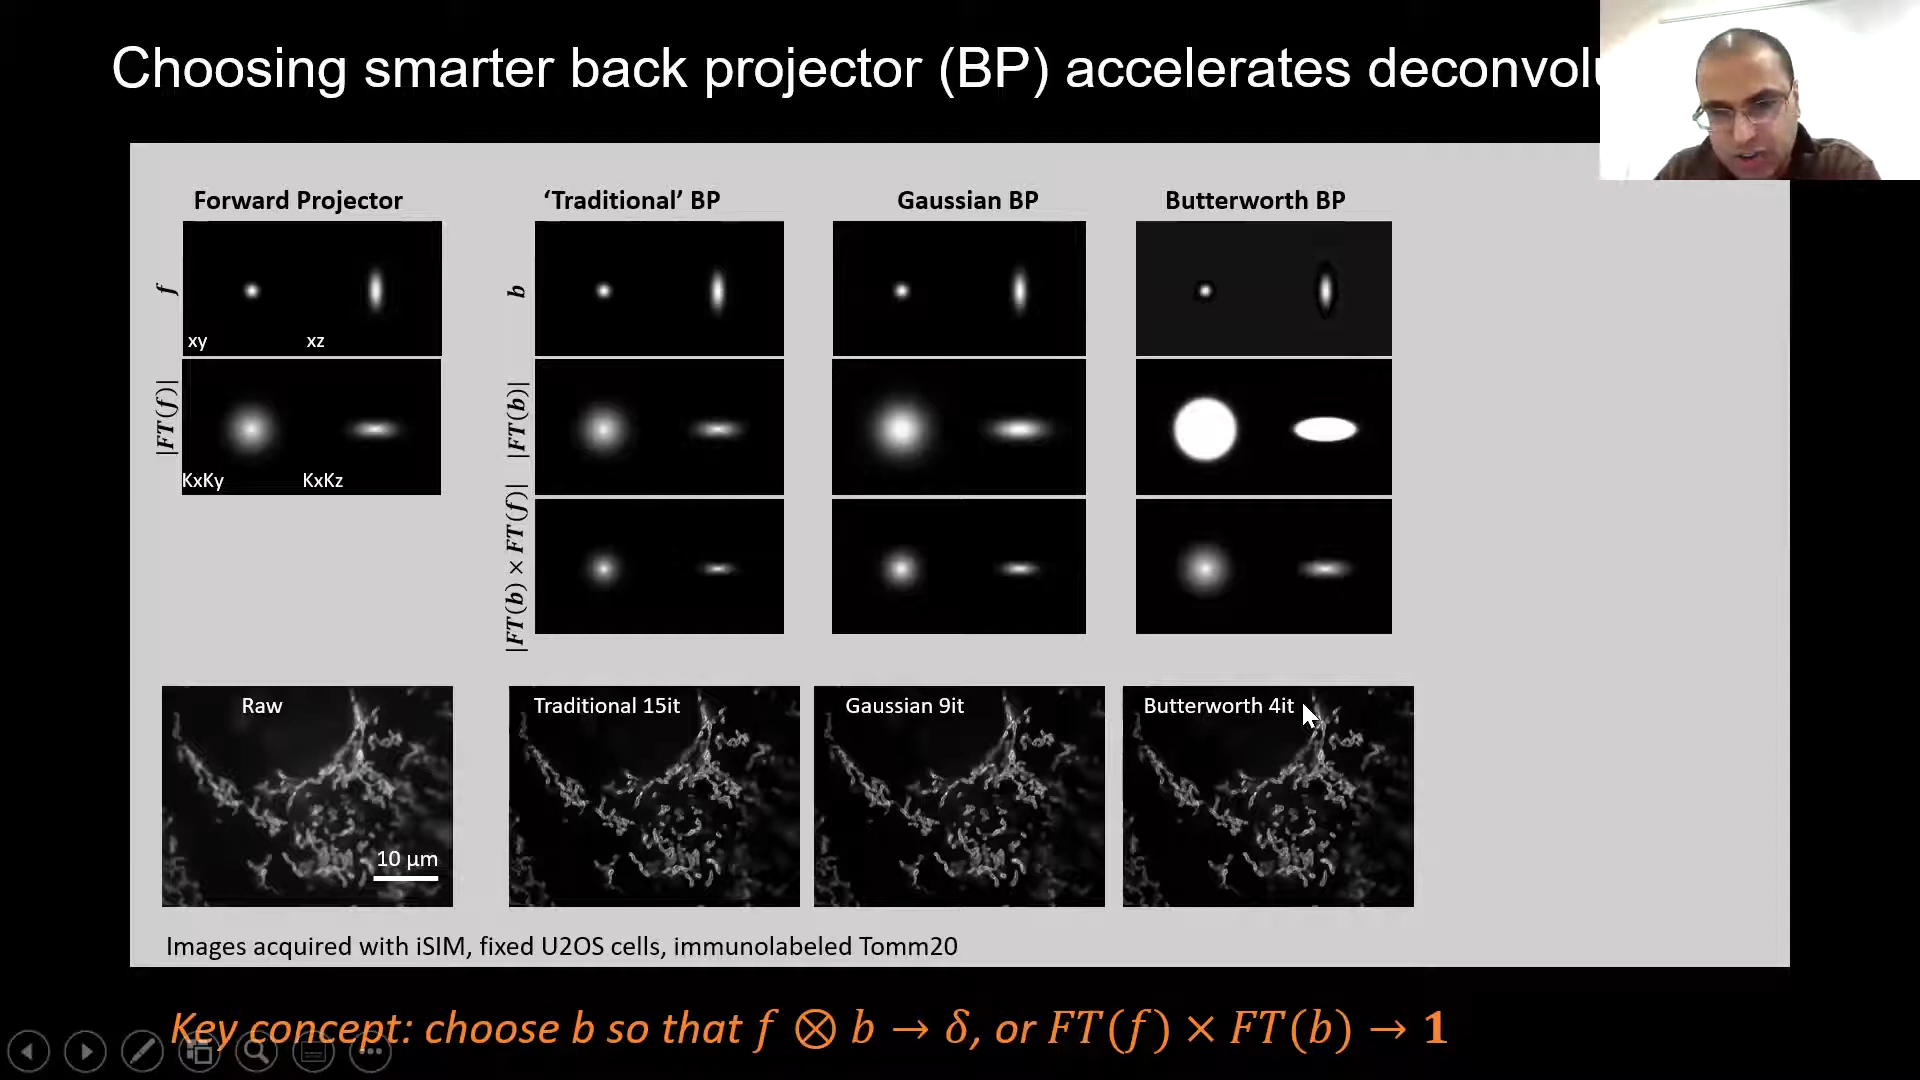 Choosing smarter back projector (BP) accelerates deconvolu
Forward Projector
‘Traditional’ BP
Gaussian BP
Butterworth BP
f
xy
xz
b
|FT(f)|
KxKy
KxKz
|FT(b)|
|FT(b) × FT(f)|
Raw
10 µm
Traditional 15it
Gaussian 9it
Butterworth 4it
Images acquired with iSIM, fixed U2OS cells, immunolabeled Tomm20
Key concept: choose b so that f ⊗ b → δ, or FT(f) × FT(b) → 1